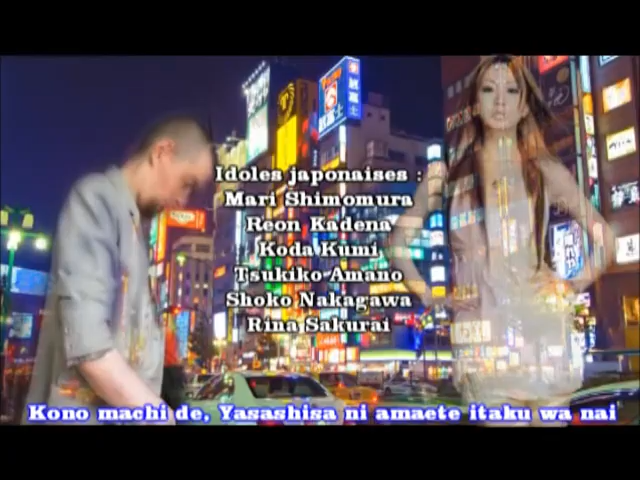 Idoles japonaises :
Mari Shimomura
Reon Kadena
Koda Kumi
Tsukiko Amano
Shoko Nakagawa
Rina Sakurai
Kono machi de, Yasashisa ni amaete itaku wa nai